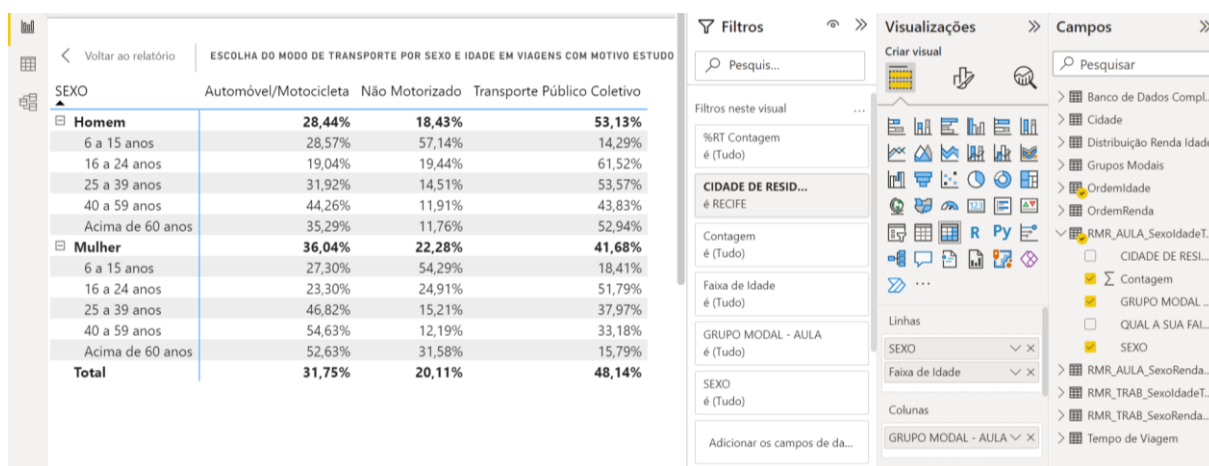 Voltar ao relatório ESCOLHA DO MODO DE TRANSPORTE POR SEXO E IDADE EM VIAGENS COM MOTIVO ESTUDO
SEXO Automóvel/Motocicleta Não Motorizado Transporte Público Coletivo
Homem 28,44% 18,43% 53,13%
6 a 15 anos 28,57% 57,14% 14,29%
16 a 24 anos 19,04% 19,44% 61,52%
25 a 39 anos 31,92% 14,51% 53,57%
40 a 59 anos 44,26% 11,91% 43,83%
Acima de 60 anos 35,29% 11,76% 52,94%
Mulher 36,04% 22,28% 41,68%
6 a 15 anos 27,30% 54,29% 18,41%
16 a 24 anos 23,30% 24,91% 51,79%
25 a 39 anos 46,82% 15,21% 37,97%
40 a 59 anos 54,63% 12,19% 33,18%
Acima de 60 anos 52,63% 31,58% 15,79%
Total 31,75% 20,11% 48,14%
Filtros
Pesquis...
Filtros neste visual ...
%RT Contagem
é (Tudo)
CIDADE DE RESID...
é RECIFE
Contagem
é (Tudo)
Faixa de Idade
é (Tudo)
GRUPO MODAL - AULA
é (Tudo)
SEXO
é (Tudo)
Adicionar os campos de da...
Visualizações
Criar visual
123
R Py
...
Linhas
SEXO
Faixa de Idade
Colunas
GRUPO MODAL - AULA
Campos
Pesquisar
Banco de Dados Compl...
Cidade
Distribuição Renda Idade
Grupos Modais
OrdemIdade
OrdemRenda
RMR_AULA_SexoIdadeT...
CIDADE DE RESI...
∑ Contagem
GRUPO MODAL ...
QUAL A SUA FAI...
SEXO
RMR_AULA_SexoRenda...
RMR_TRAB_SexoIdadeT...
RMR_TRAB_SexoRenda...
Tempo de Viagem